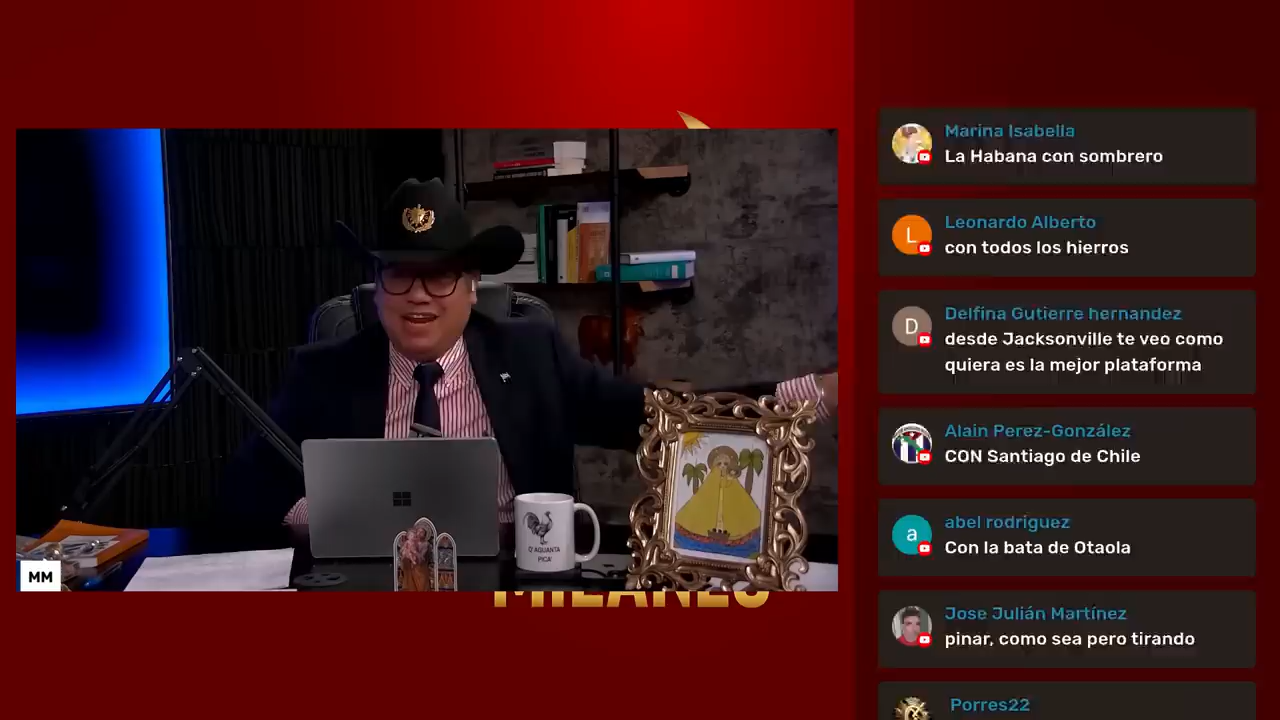 Marina Isabella
La Habana con sombrero
L
Leonardo Alberto
con todos los hierros
D
Delfina Gutierre hernandez
desde Jacksonville te veo como
quiera es la mejor plataforma
Alain Perez-González
CON Santiago de Chile
a
abel rodriguez
Con la bata de Otaola
Jose Julián Martínez
pinar, como sea pero tirando
Porres22
O' AQUANTA
PICA'
MM
MILANÉS